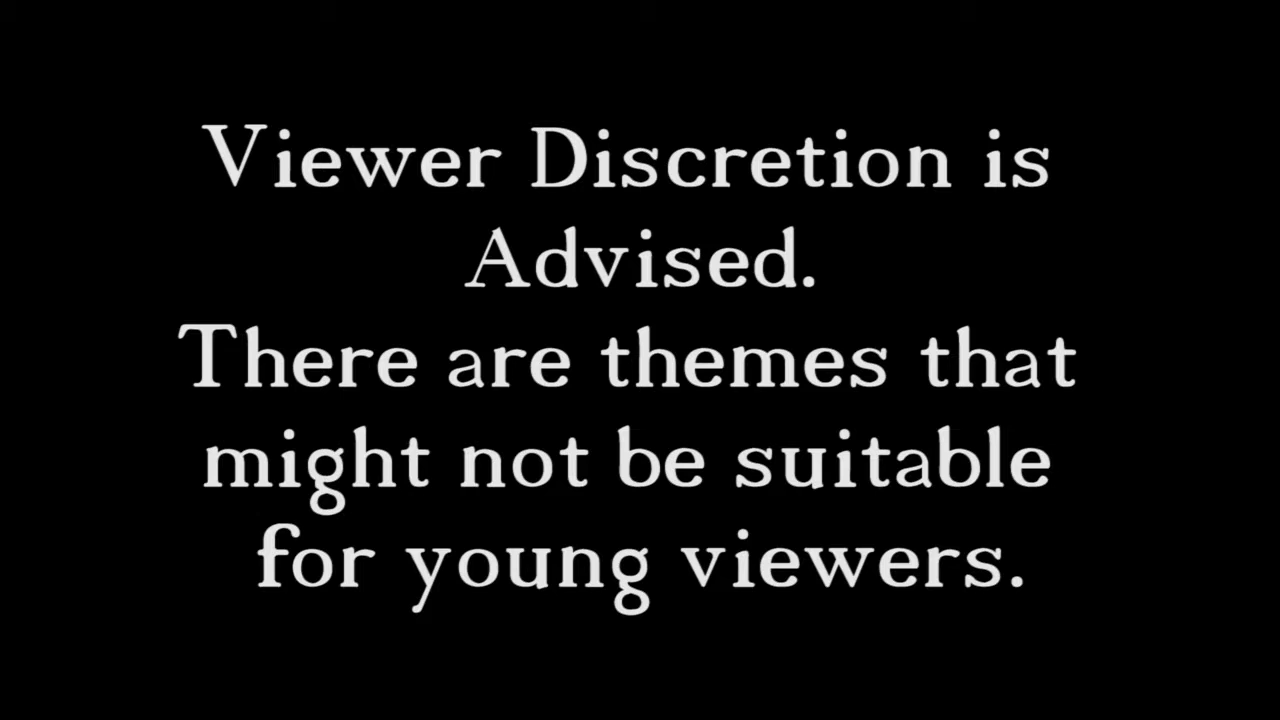 Viewer Discretion is
Advised.
There are themes that
might not be suitable
for young viewers.